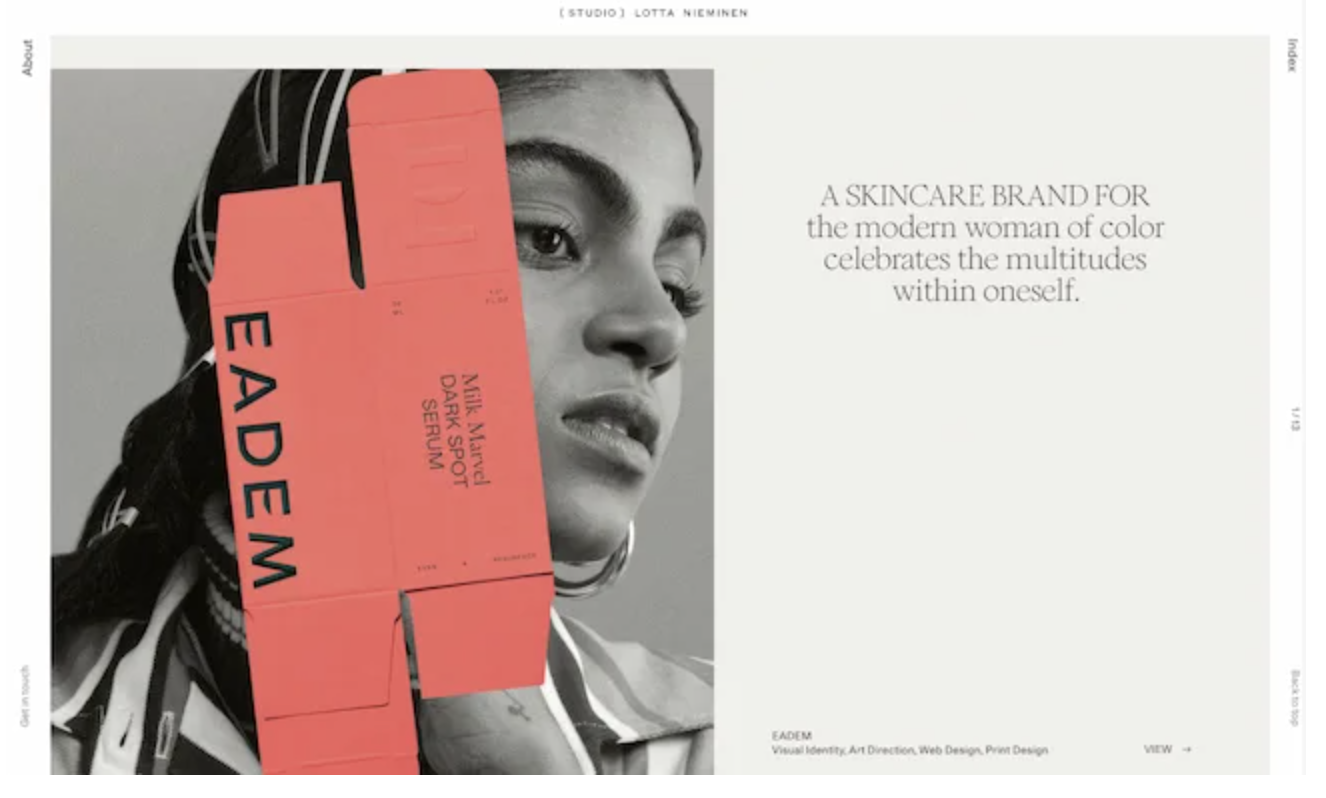 [STUDIO] LOTTA NIEMINEN
About
Index
A SKINCARE BRAND FOR
the modern woman of color
celebrates the multitudes
within oneself.
EADEM
Milk Marvel
DARK SPOT
SERUM
1/13
Get in touch
Back to top
EADEM
Visual Identity, Art Direction, Web Design, Print Design
VIEW →